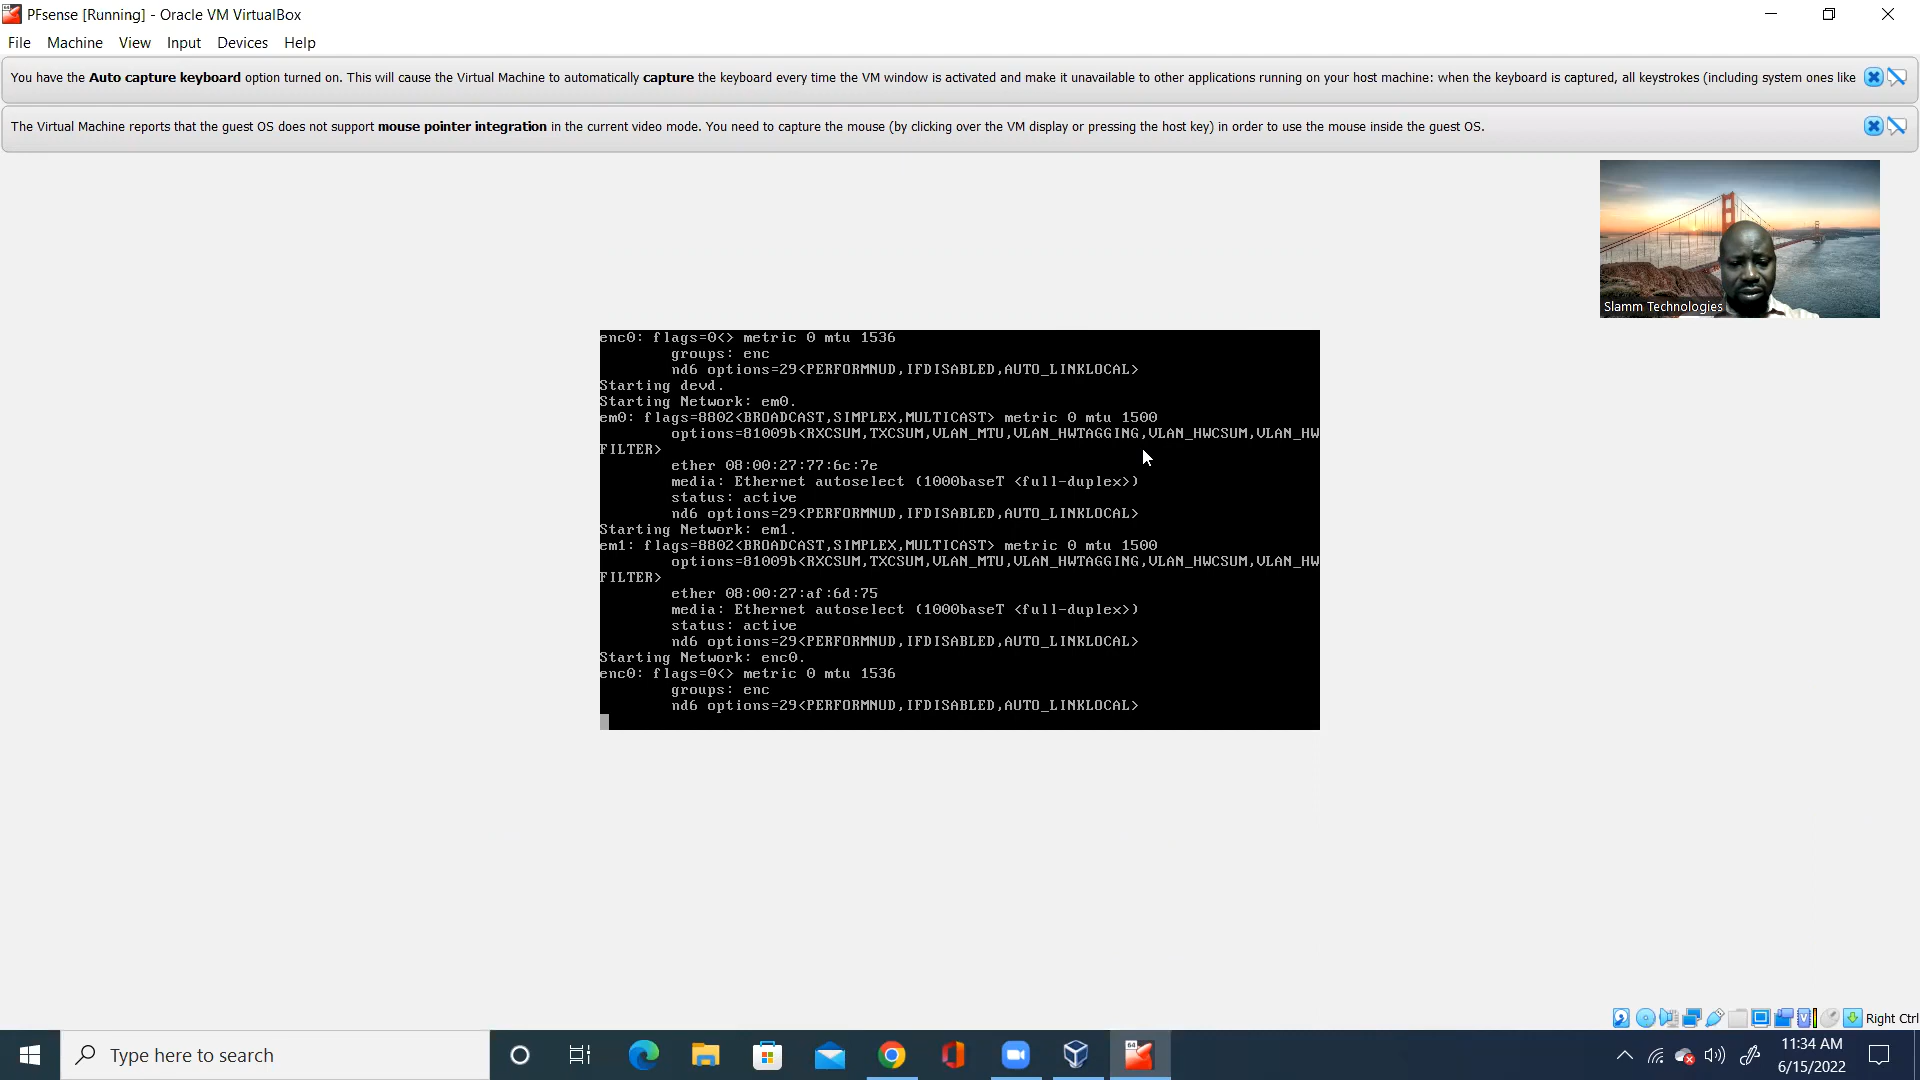 PFsense [Running] - Oracle VM VirtualBox
File Machine View Input Devices Help
You have the Auto capture keyboard option turned on. This will cause the Virtual Machine to automatically capture the keyboard every time the VM window is activated and make it unavailable to other applications running on your host machine: when the keyboard is captured, all keystrokes (including system ones like
The Virtual Machine reports that the guest OS does not support mouse pointer integration in the current video mode. You need to capture the mouse (by clicking over the VM display or pressing the host key) in order to use the mouse inside the guest OS.
Slamm Technologies
enc0: flags=0<> metric 0 mtu 1536
groups: enc
nd6 options=29<PERFORMNUD,IFDISABLED,AUTO_LINKLOCAL>
Starting devd.
Starting Network: em0.
em0: flags=8802<BROADCAST,SIMPLEX,MULTICAST> metric 0 mtu 1500
options=81009b<RXCSUM,TXCSUM,VLAN_MTU,VLAN_HWTAGGING,VLAN_HWCSUM,VLAN_HW
FILTER>
ether 08:00:27:77:6c:7e
media: Ethernet autoselect (1000baseT <full-duplex>)
status: active
nd6 options=29<PERFORMNUD,IFDISABLED,AUTO_LINKLOCAL>
Starting Network: em1.
em1: flags=8802<BROADCAST,SIMPLEX,MULTICAST> metric 0 mtu 1500
options=81009b<RXCSUM,TXCSUM,VLAN_MTU,VLAN_HWTAGGING,VLAN_HWCSUM,VLAN_HW
FILTER>
ether 08:00:27:af:6d:75
media: Ethernet autoselect (1000baseT <full-duplex>)
status: active
nd6 options=29<PERFORMNUD,IFDISABLED,AUTO_LINKLOCAL>
Starting Network: enc0.
enc0: flags=0<> metric 0 mtu 1536
groups: enc
nd6 options=29<PERFORMNUD,IFDISABLED,AUTO_LINKLOCAL>
Right Ctrl
Type here to search
11:34 AM
6/15/2022